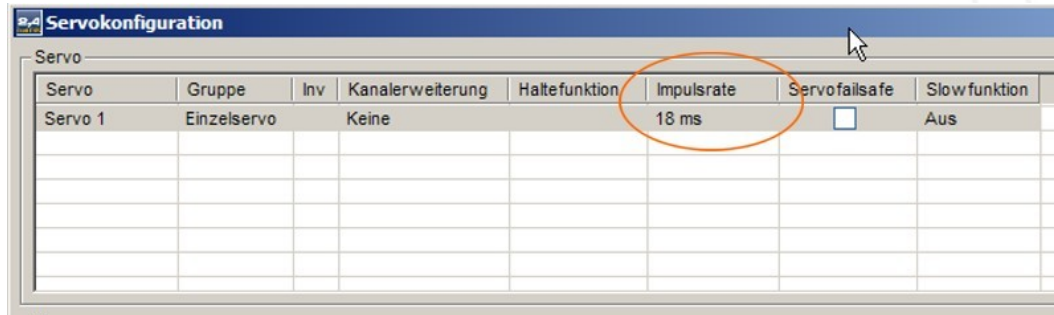 Servokonfiguration
Servo
Servo Gruppe Inv Kanalerweiterung Haltefunktion Impulsrate Servofailsafe Slowfunktion
Servo 1 Einzelservo Keine 18 ms Aus